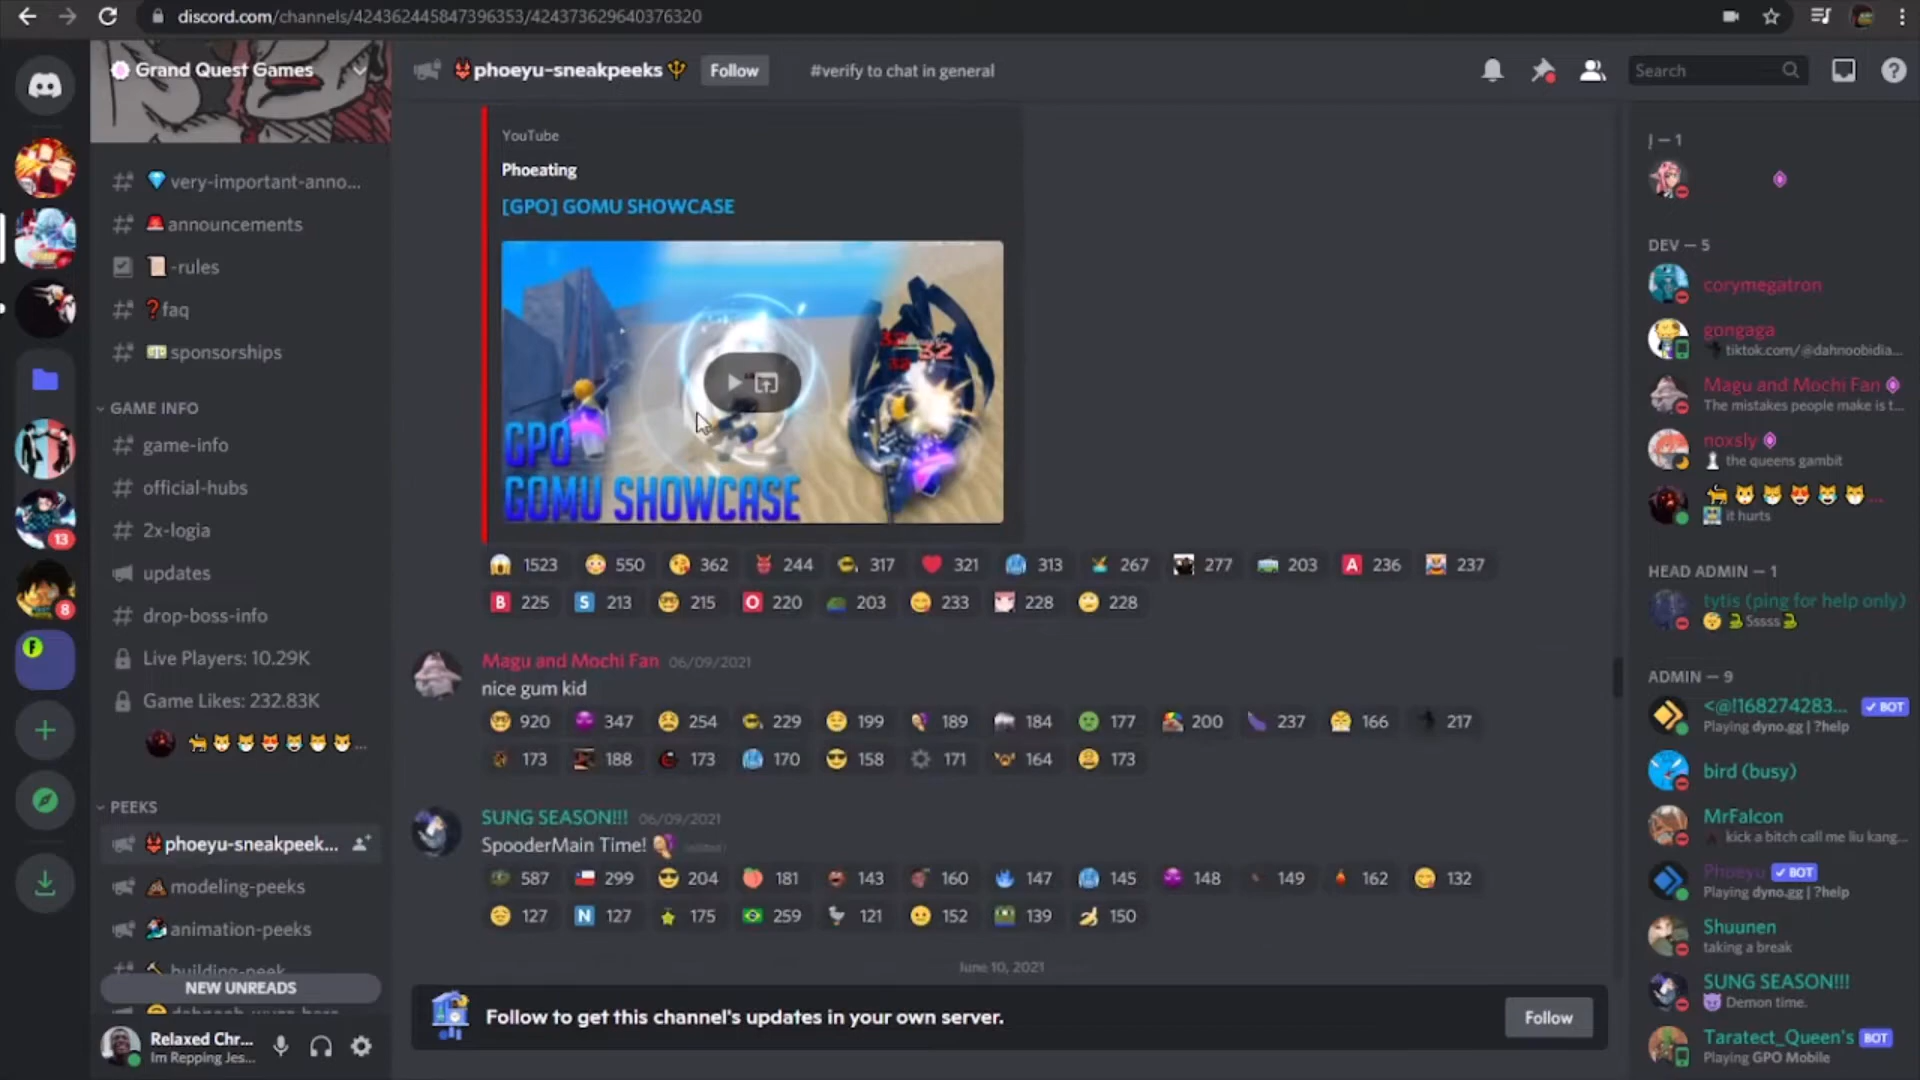 discord.com/channels/424362445847396353/424373629640376320
Grand Quest Games
phoeyu-sneakpeeks
Follow
#verify to chat in general
Search
very-important-anno...
announcements
-rules
faq
sponsorships
GAME INFO
game-info
official-hubs
2x-logia
updates
drop-boss-info
Live Players: 10.29K
Game Likes: 232.83K
PEEKS
phoeyu-sneakpeek...
modeling-peeks
animation-peeks
building-peek
NEW UNREADS
Relaxed Chr...
Im Repping Jes...
13
8
F
YouTube
Phoeating
[GPO] GOMU SHOWCASE
GPO
GOMU SHOWCASE
1523 550 362 244 317 321 313 267 277 203 A 236 237
B 225 S 213 215 O 220 203 233 228 228
Magu and Mochi Fan 06/09/2021
nice gum kid
920 347 254 229 199 189 184 177 200 237 166 217
173 188 173 170 158 171 164 173
SUNG SEASON!!! 06/09/2021
SpooderMain Time! (edited)
587 299 204 181 143 160 147 145 148 149 162 132
127 N 127 175 259 121 152 139 150
June 10, 2021
Follow to get this channel's updates in your own server.
Follow
J — 1
DEV — 5
corymegatron
gongaga
tiktok.com/@dahnoobidia...
Magu and Mochi Fan
The mistakes people make is t...
noxsly
the queens gambit
...
it hurts
HEAD ADMIN — 1
tytis (ping for help only)
Sssss
ADMIN — 9
<@!168274283... BOT
Playing dyno.gg | ?help
bird (busy)
MrFalcon
kick a bitch call me liu kang...
Phoeyu BOT
Playing dyno.gg | ?help
Shuunen
taking a break
SUNG SEASON!!!
Demon time.
Taratect_Queen's BOT
Playing GPO Mobile